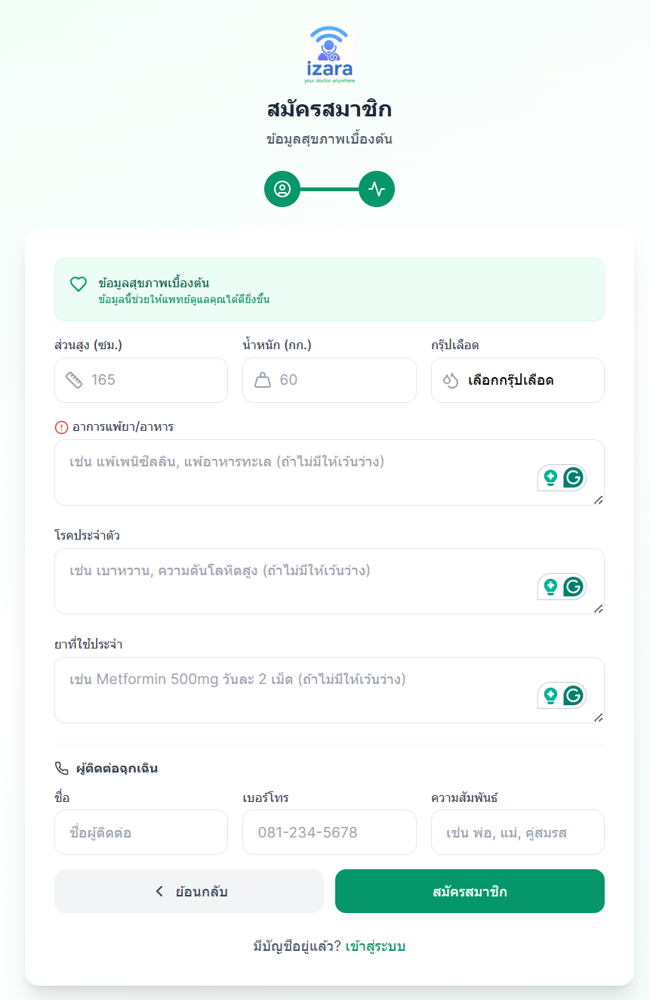 izara
your doctor anywhere
สมัครสมาชิก
ข้อมูลสุขภาพเบื้องต้น
ข้อมูลสุขภาพเบื้องต้น
ข้อมูลนี้ช่วยให้แพทย์ดูแลคุณได้ดียิ่งขึ้น
ส่วนสูง (ซม.) น้ำหนัก (กก.) กรุ๊ปเลือด
165 60 เลือกกรุ๊ปเลือด
อาการแพ้ยา/อาหาร
เช่น แพ้เพนิซิลลิน, แพ้อาหารทะเล (ถ้าไม่มีให้เว้นว่าง)
โรคประจำตัว
เช่น เบาหวาน, ความดันโลหิตสูง (ถ้าไม่มีให้เว้นว่าง)
ยาที่ใช้ประจำ
เช่น Metformin 500mg วันละ 2 เม็ด (ถ้าไม่มีให้เว้นว่าง)
ผู้ติดต่อฉุกเฉิน
ชื่อ เบอร์โทร ความสัมพันธ์
ชื่อผู้ติดต่อ 081-234-5678 เช่น พ่อ, แม่, คู่สมรส
ย้อนกลับ สมัครสมาชิก
มีบัญชีอยู่แล้ว? เข้าสู่ระบบ